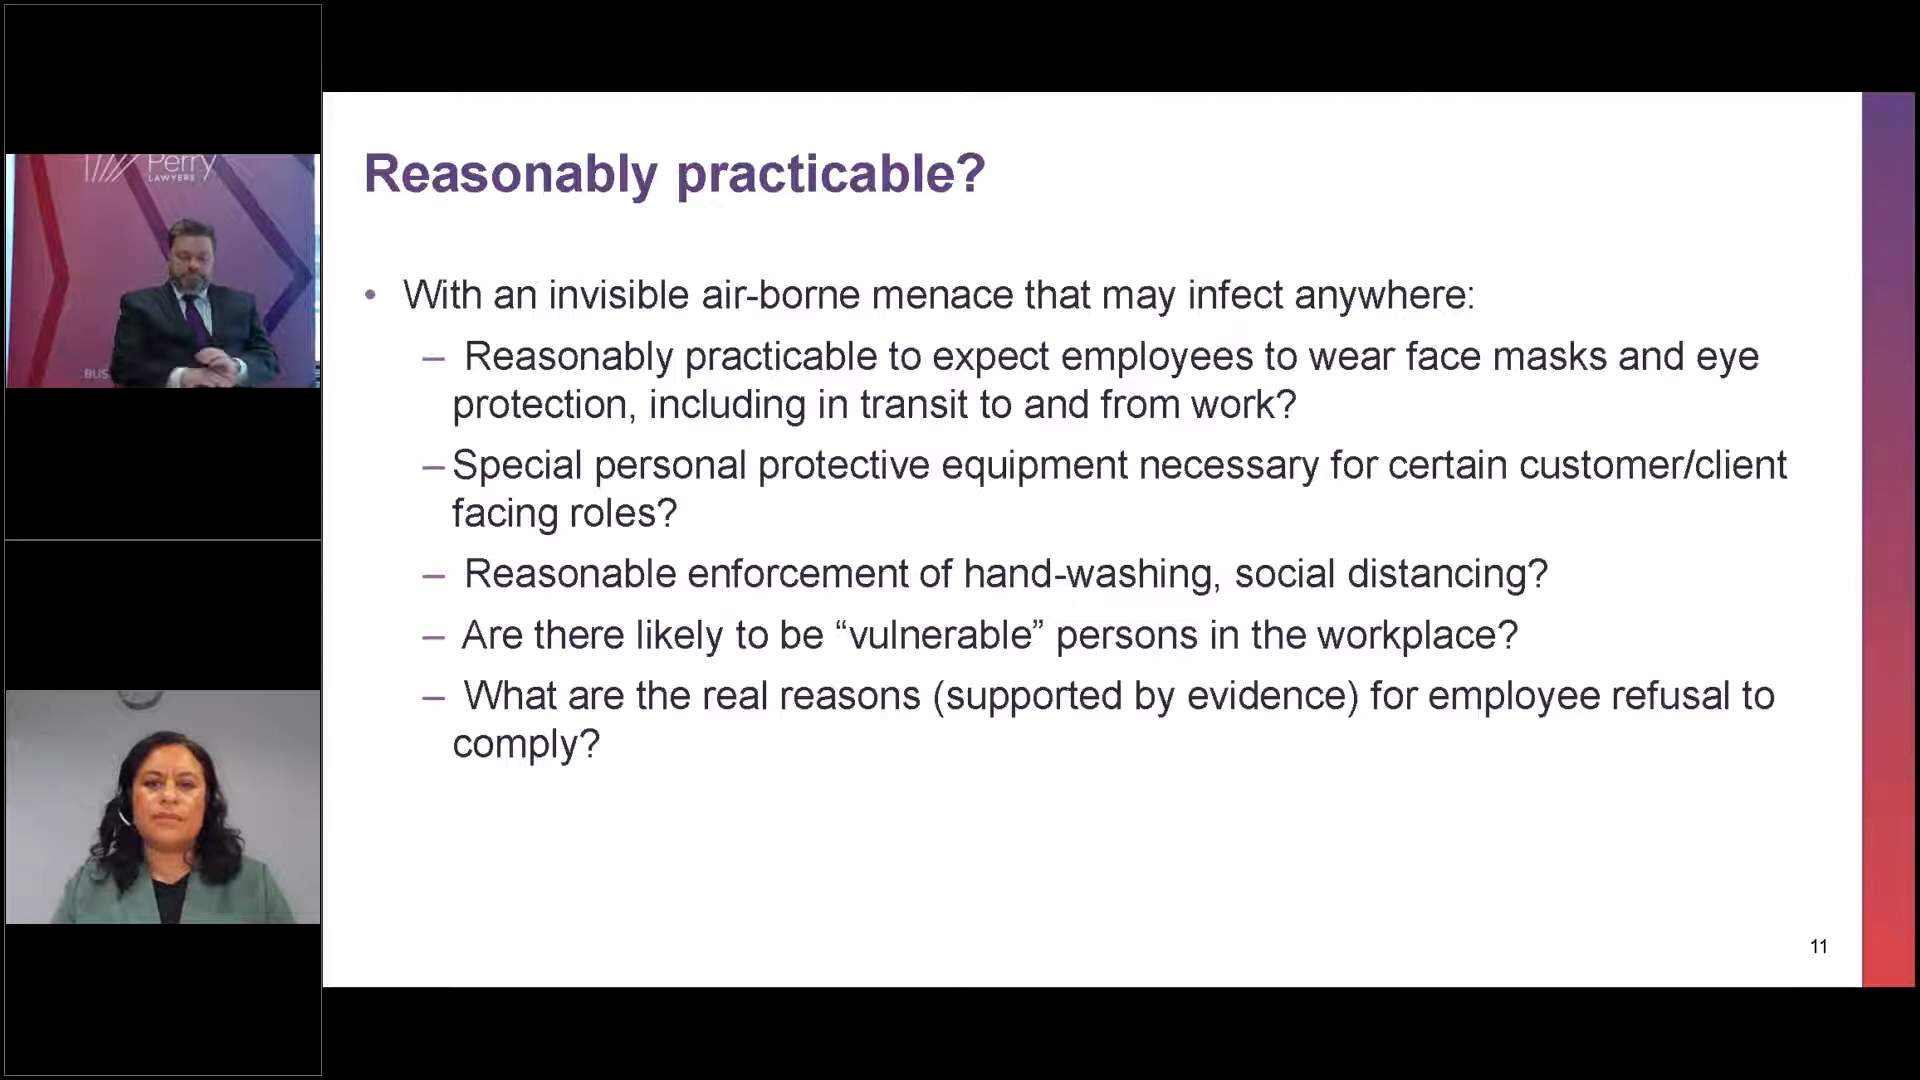 Perry
LAWYERS
BUS
Reasonably practicable?
• With an invisible air-borne menace that may infect anywhere:
– Reasonably practicable to expect employees to wear face masks and eye
protection, including in transit to and from work?
– Special personal protective equipment necessary for certain customer/client
facing roles?
– Reasonable enforcement of hand-washing, social distancing?
– Are there likely to be “vulnerable” persons in the workplace?
– What are the real reasons (supported by evidence) for employee refusal to
comply?
11